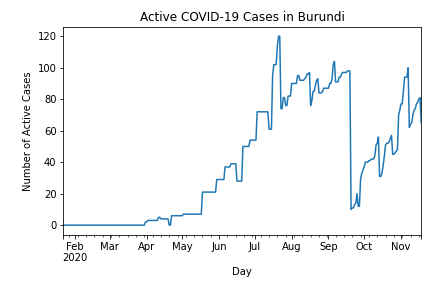 Active COVID-19 Cases in Burundi
120
100
80
60
40
20
0
Number of Active Cases
Feb Mar Apr May Jun Jul Aug Sep Oct Nov
2020
Day